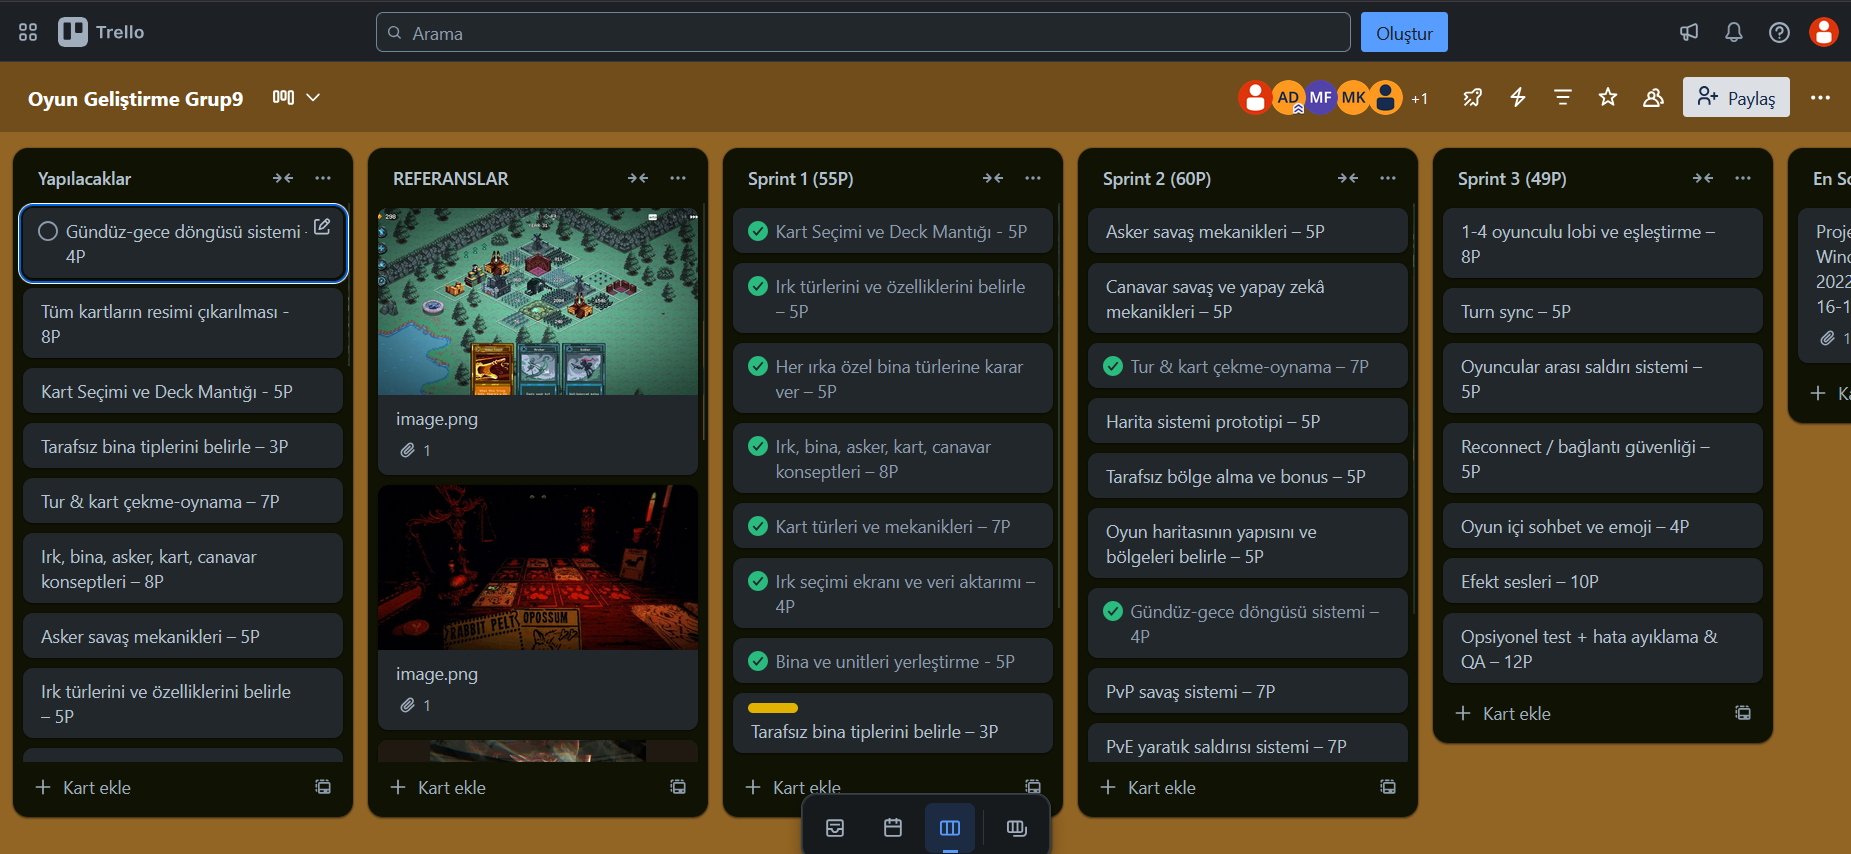 Trello
Arama
Oluştur
Oyun Geliştirme Grup9
AD
MF
MK
+1
Paylaş
Yapılacaklar
Gündüz-gece döngüsü sistemi -
4P
Tüm kartların resimi çıkarılması -
8P
Kart Seçimi ve Deck Mantığı - 5P
Tarafsız bina tiplerini belirle – 3P
Tur & kart çekme-oynama – 7P
Irk, bina, asker, kart, canavar
konseptleri – 8P
Asker savaş mekanikleri – 5P
Irk türlerini ve özelliklerini belirle
– 5P
Kart ekle
REFERANSLAR
image.png
1
RABBIT PELT
OPOSSUM
image.png
1
Kart ekle
Sprint 1 (55P)
Kart Seçimi ve Deck Mantığı - 5P
Irk türlerini ve özelliklerini belirle
– 5P
Her ırka özel bina türlerine karar
ver – 5P
Irk, bina, asker, kart, canavar
konseptleri – 8P
Kart türleri ve mekanikleri – 7P
Irk seçimi ekranı ve veri aktarımı –
4P
Bina ve unitleri yerleştirme - 5P
Tarafsız bina tiplerini belirle – 3P
Kart ekle
Sprint 2 (60P)
Asker savaş mekanikleri – 5P
Canavar savaş ve yapay zekâ
mekanikleri – 5P
Tur & kart çekme-oynama – 7P
Harita sistemi prototipi – 5P
Tarafsız bölge alma ve bonus – 5P
Oyun haritasının yapısını ve
bölgeleri belirle – 5P
Gündüz-gece döngüsü sistemi –
4P
PvP savaş sistemi – 7P
PvE yaratık saldırısı sistemi – 7P
Kart ekle
Sprint 3 (49P)
1-4 oyunculu lobi ve eşleştirme –
8P
Turn sync – 5P
Oyuncular arası saldırı sistemi –
5P
Reconnect / bağlantı güvenliği –
5P
Oyun içi sohbet ve emoji – 4P
Efekt sesleri – 10P
Opsiyonel test + hata ayıklama &
QA – 12P
Kart ekle
En So
Proje
Wind
2022
16-1
1
Ka